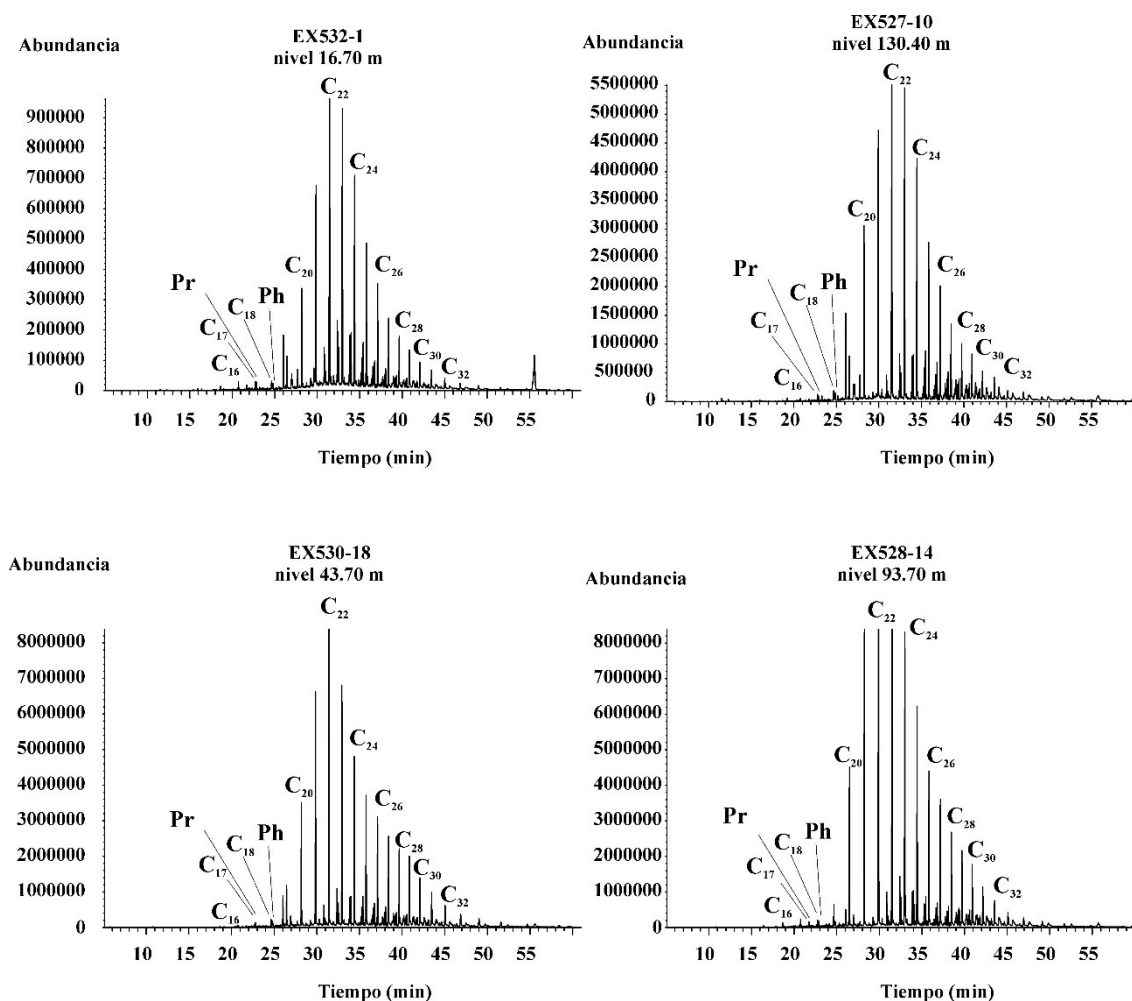 EX532-1
nivel 16.70 m
Abundancia
C22
900000
800000
700000
C24
600000
500000
400000
C20
C26
Pr
Ph
300000
C18
C28
200000
C17
C30
100000
C16
C32
0
10 15 20 25 30 35 40 45 50 55
Tiempo (min)
EX527-10
nivel 130.40 m
Abundancia
C22
5500000
5000000
4500000
C24
4000000
3500000
C20
3000000
2500000
C26
Pr
Ph
2000000
C18
1500000
C17
C28
1000000
C30
500000
C16
C32
0
10 15 20 25 30 35 40 45 50 55
Tiempo (min)
EX530-18
nivel 43.70 m
Abundancia
C22
8000000
7000000
6000000
C24
5000000
4000000
C20
C26
Pr
Ph
3000000
C18
C28
2000000
C17
C30
1000000
C16
C32
0
10 15 20 25 30 35 40 45 50 55
Tiempo (min)
EX528-14
nivel 93.70 m
Abundancia
C22
C24
8000000
7000000
6000000
5000000
C20
C26
4000000
Pr
Ph
3000000
C18
C28
2000000
C17
C30
1000000
C16
C32
0
10 15 20 25 30 35 40 45 50 55
Tiempo (min)